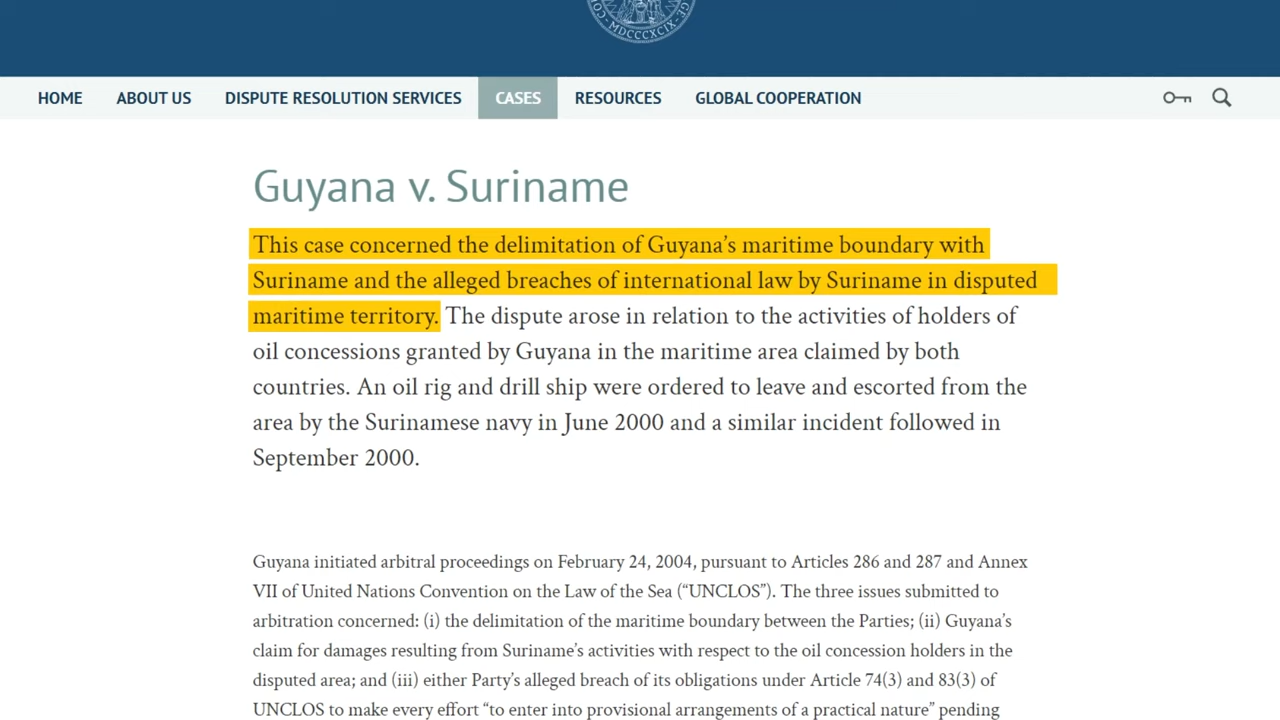 MDCCCXCIX
HOME ABOUT US DISPUTE RESOLUTION SERVICES CASES RESOURCES GLOBAL COOPERATION
Guyana v. Suriname
This case concerned the delimitation of Guyana’s maritime boundary with
Suriname and the alleged breaches of international law by Suriname in disputed
maritime territory. The dispute arose in relation to the activities of holders of
oil concessions granted by Guyana in the maritime area claimed by both
countries. An oil rig and drill ship were ordered to leave and escorted from the
area by the Surinamese navy in June 2000 and a similar incident followed in
September 2000.
Guyana initiated arbitral proceedings on February 24, 2004, pursuant to Articles 286 and 287 and Annex
VII of United Nations Convention on the Law of the Sea (“UNCLOS”). The three issues submitted to
arbitration concerned: (i) the delimitation of the maritime boundary between the Parties; (ii) Guyana’s
claim for damages resulting from Suriname’s activities with respect to the oil concession holders in the
disputed area; and (iii) either Party’s alleged breach of its obligations under Article 74(3) and 83(3) of
UNCLOS to make every effort “to enter into provisional arrangements of a practical nature” pending